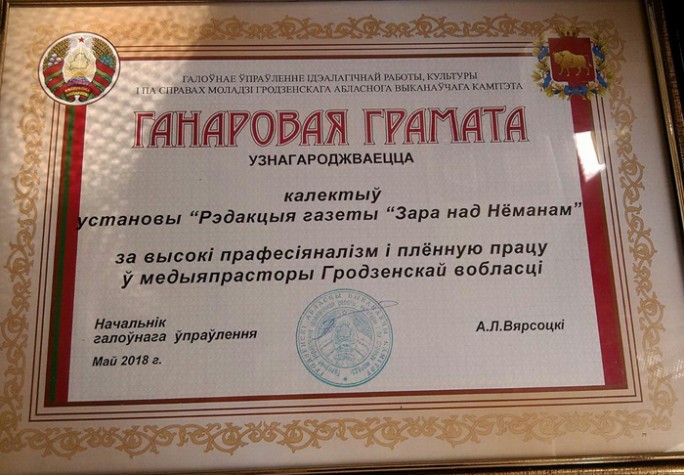 ГАЛОЎНАЕ ЎПРАЎЛЕННЕ ІДЭАЛАГІЧНАЙ РАБОТЫ, КУЛЬТУРЫ
І ПА СПРАВАХ МОЛАДЗІ ГРОДЗЕНСКАГА АБЛАСНОГА ВЫКАНАЎЧАГА КАМІТЭТА
ГАНАРОВАЯ ГРАМАТА
УЗНАГАРОДЖВАЕЦЦА
калектыў
установы “Рэдакцыя газеты “Зара над Нёманам”
за высокі прафесіяналізм і плённую працу
ў медыяпрасторы Гродзенскай вобласці
Начальнік
галоўнага ўпраўлення
А.Л.Вярсоцкі
Май 2018 г.